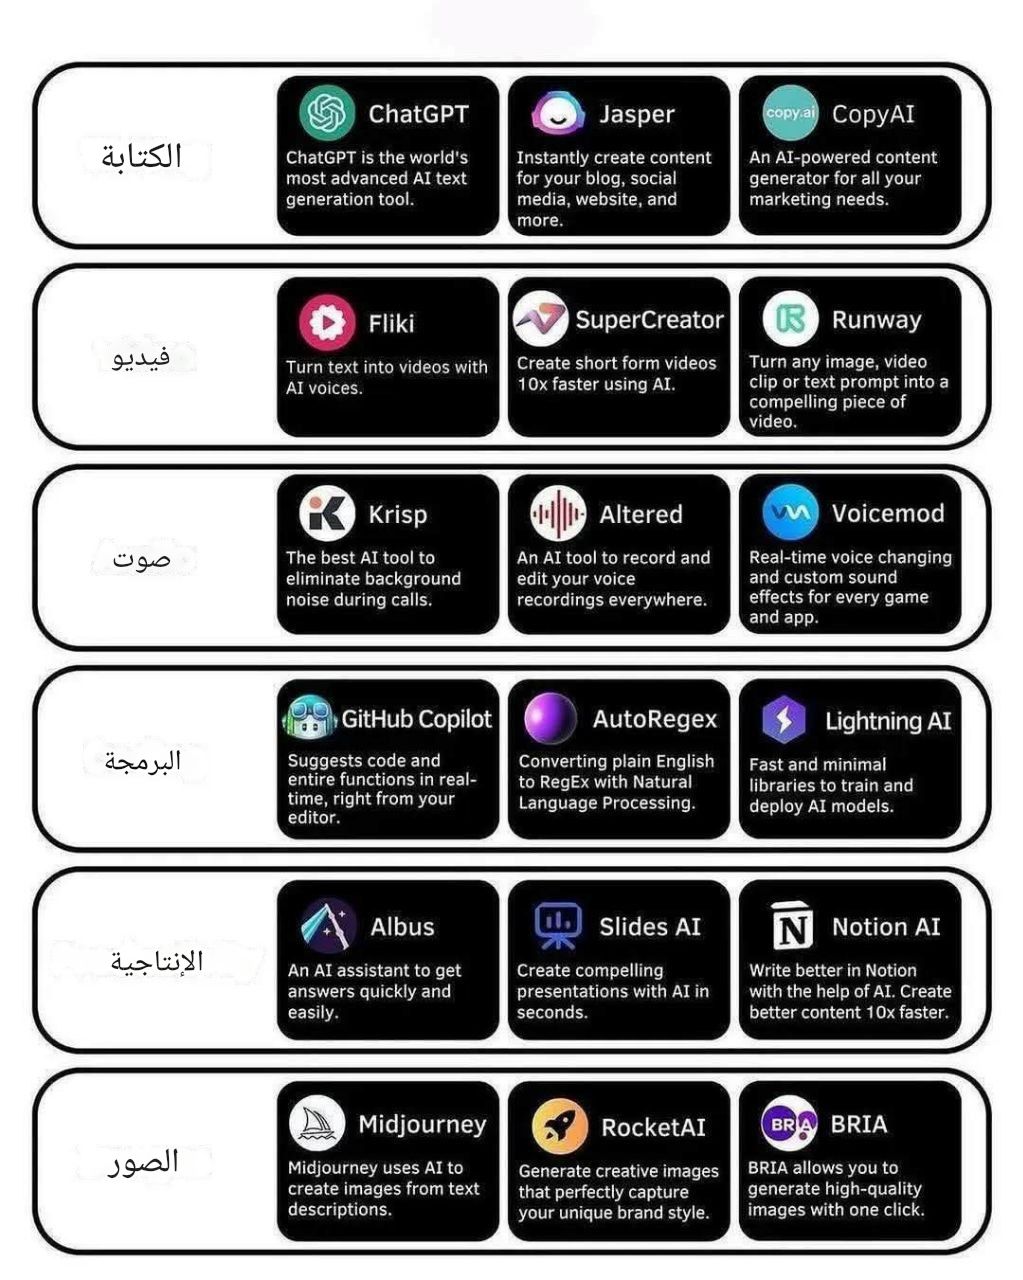 الكتابة
ChatGPT
ChatGPT is the world's
most advanced AI text
generation tool.
Jasper
Instantly create content
for your blog, social
media, website, and
more.
copy.ai
CopyAI
An AI-powered content
generator for all your
marketing needs.
فيديو
Fliki
Turn text into videos with
AI voices.
SuperCreator
Create short form videos
10x faster using AI.
Runway
Turn any image, video
clip or text prompt into a
compelling piece of
video.
صوت
Krisp
The best AI tool to
eliminate background
noise during calls.
Altered
An AI tool to record and
edit your voice
recordings everywhere.
Voicemod
Real-time voice changing
and custom sound
effects for every game
and app.
البرمجة
GitHub Copilot
Suggests code and
entire functions in real-
time, right from your
editor.
AutoRegex
Converting plain English
to RegEx with Natural
Language Processing.
Lightning AI
Fast and minimal
libraries to train and
deploy AI models.
الإنتاجية
Albus
An AI assistant to get
answers quickly and
easily.
Slides AI
Create compelling
presentations with AI in
seconds.
Notion AI
Write better in Notion
with the help of AI. Create
better content 10x faster.
الصور
Midjourney
Midjourney uses AI to
create images from text
descriptions.
RocketAI
Generate creative images
that perfectly capture
your unique brand style.
BRIA
BRIA
BRIA allows you to
generate high-quality
images with one click.